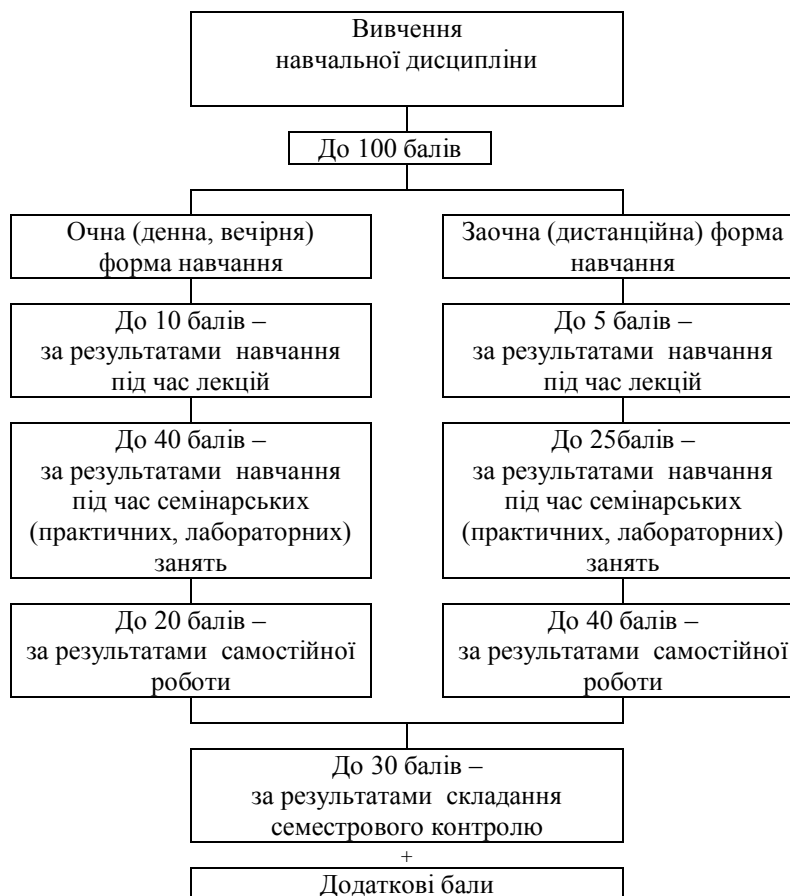 Вивчення
навчальної дисципліни
До 100 балів
Очна (денна, вечірня)
форма навчання
До 10 балів –
за результатами навчання
під час лекцій
До 40 балів –
за результатами навчання
під час семінарських
(практичних, лабораторних)
занять
До 20 балів –
за результатами самостійної
роботи
Заочна (дистанційна) форма
навчання
До 5 балів –
за результатами навчання
під час лекцій
До 25балів –
за результатами навчання
під час семінарських
(практичних, лабораторних)
занять
До 40 балів –
за результатами самостійної
роботи
До 30 балів –
за результатами складання
семестрового контролю
+
Додаткові бали